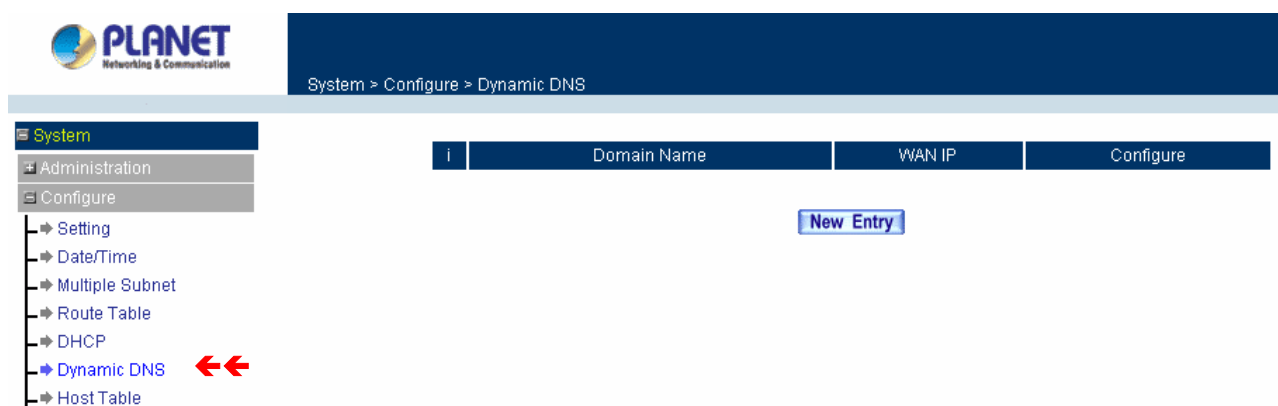 PLANET
Networking & Communication
System > Configure > Dynamic DNS
System
Administration
Configure
Setting
Date/Time
Multiple Subnet
Route Table
DHCP
Dynamic DNS
Host Table
i Domain Name WAN IP Configure
New Entry